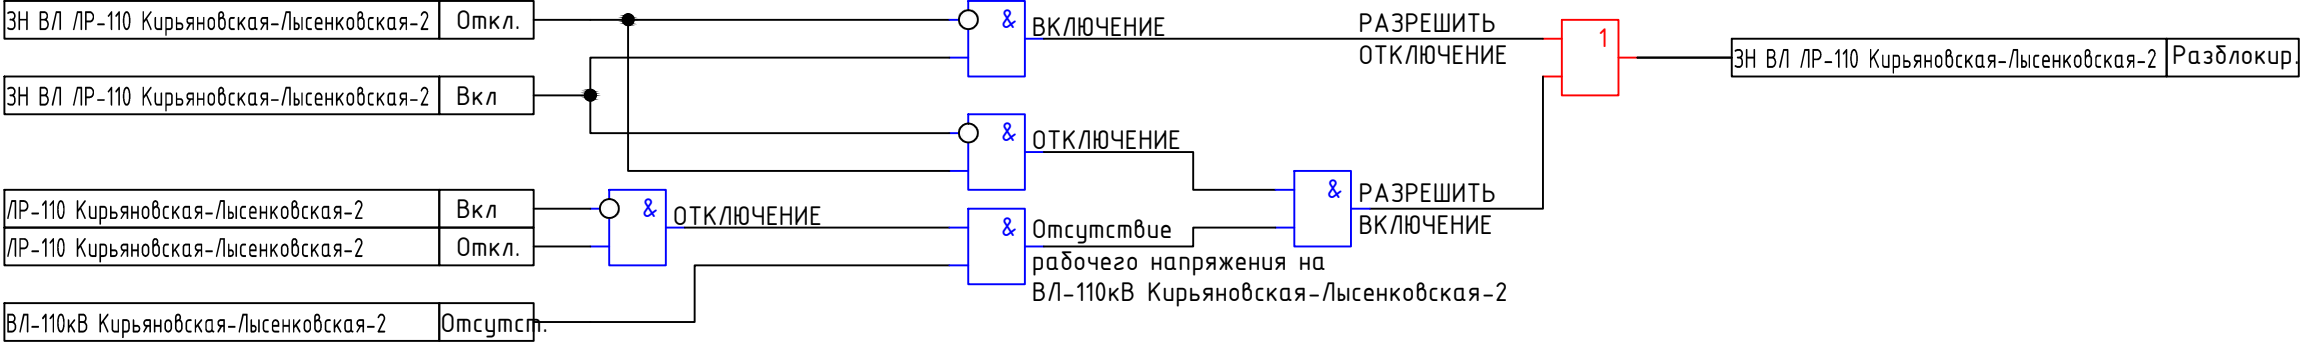 ЗН ВЛ ЛР-110 Кирьяновская-Лысенковская-2 Откл.
&
ВКЛЮЧЕНИЕ
РАЗРЕШИТЬ
ОТКЛЮЧЕНИЕ
1
ЗН ВЛ ЛР-110 Кирьяновская-Лысенковская-2 Разблокир.
ЗН ВЛ ЛР-110 Кирьяновская-Лысенковская-2 Вкл
&
ОТКЛЮЧЕНИЕ
&
РАЗРЕШИТЬ
ВКЛЮЧЕНИЕ
ЛР-110 Кирьяновская-Лысенковская-2 Вкл
ЛР-110 Кирьяновская-Лысенковская-2 Откл.
&
ОТКЛЮЧЕНИЕ
&
Отсутствие
рабочего напряжения на
ВЛ-110кВ Кирьяновская-Лысенковская-2
ВЛ-110кВ Кирьяновская-Лысенковская-2 Отсутст.